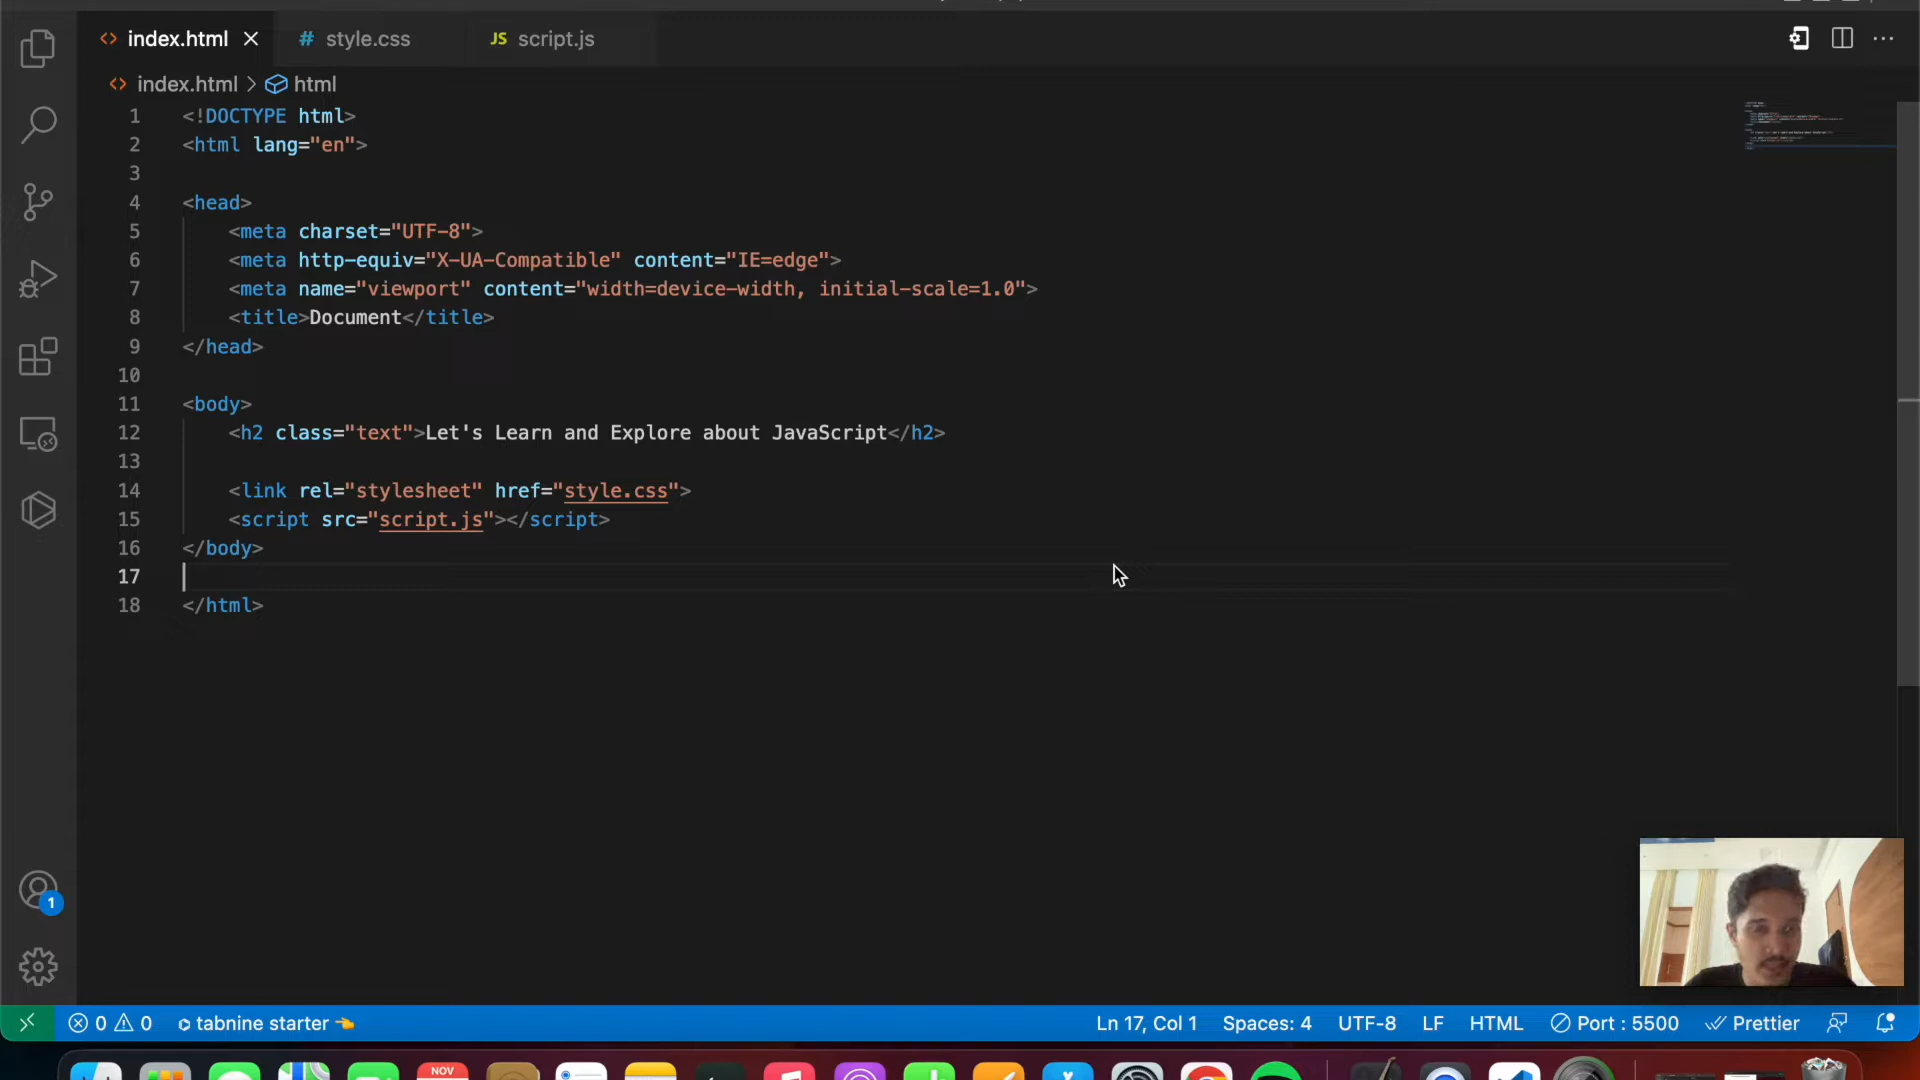 index.html
style.css
JS script.js
index.html > html
1 <!DOCTYPE html>
2 <html lang="en">
3
4 <head>
5 <meta charset="UTF-8">
6 <meta http-equiv="X-UA-Compatible" content="IE=edge">
7 <meta name="viewport" content="width=device-width, initial-scale=1.0">
8 <title>Document</title>
9 </head>
10
11 <body>
12 <h2 class="text">Let's Learn and Explore about JavaScript</h2>
13
14 <link rel="stylesheet" href="style.css">
15 <script src="script.js"></script>
16 </body>
17
18 </html>
1
0 0 tabnine starter
Ln 17, Col 1 Spaces: 4 UTF-8 LF HTML Port : 5500 Prettier
NOV